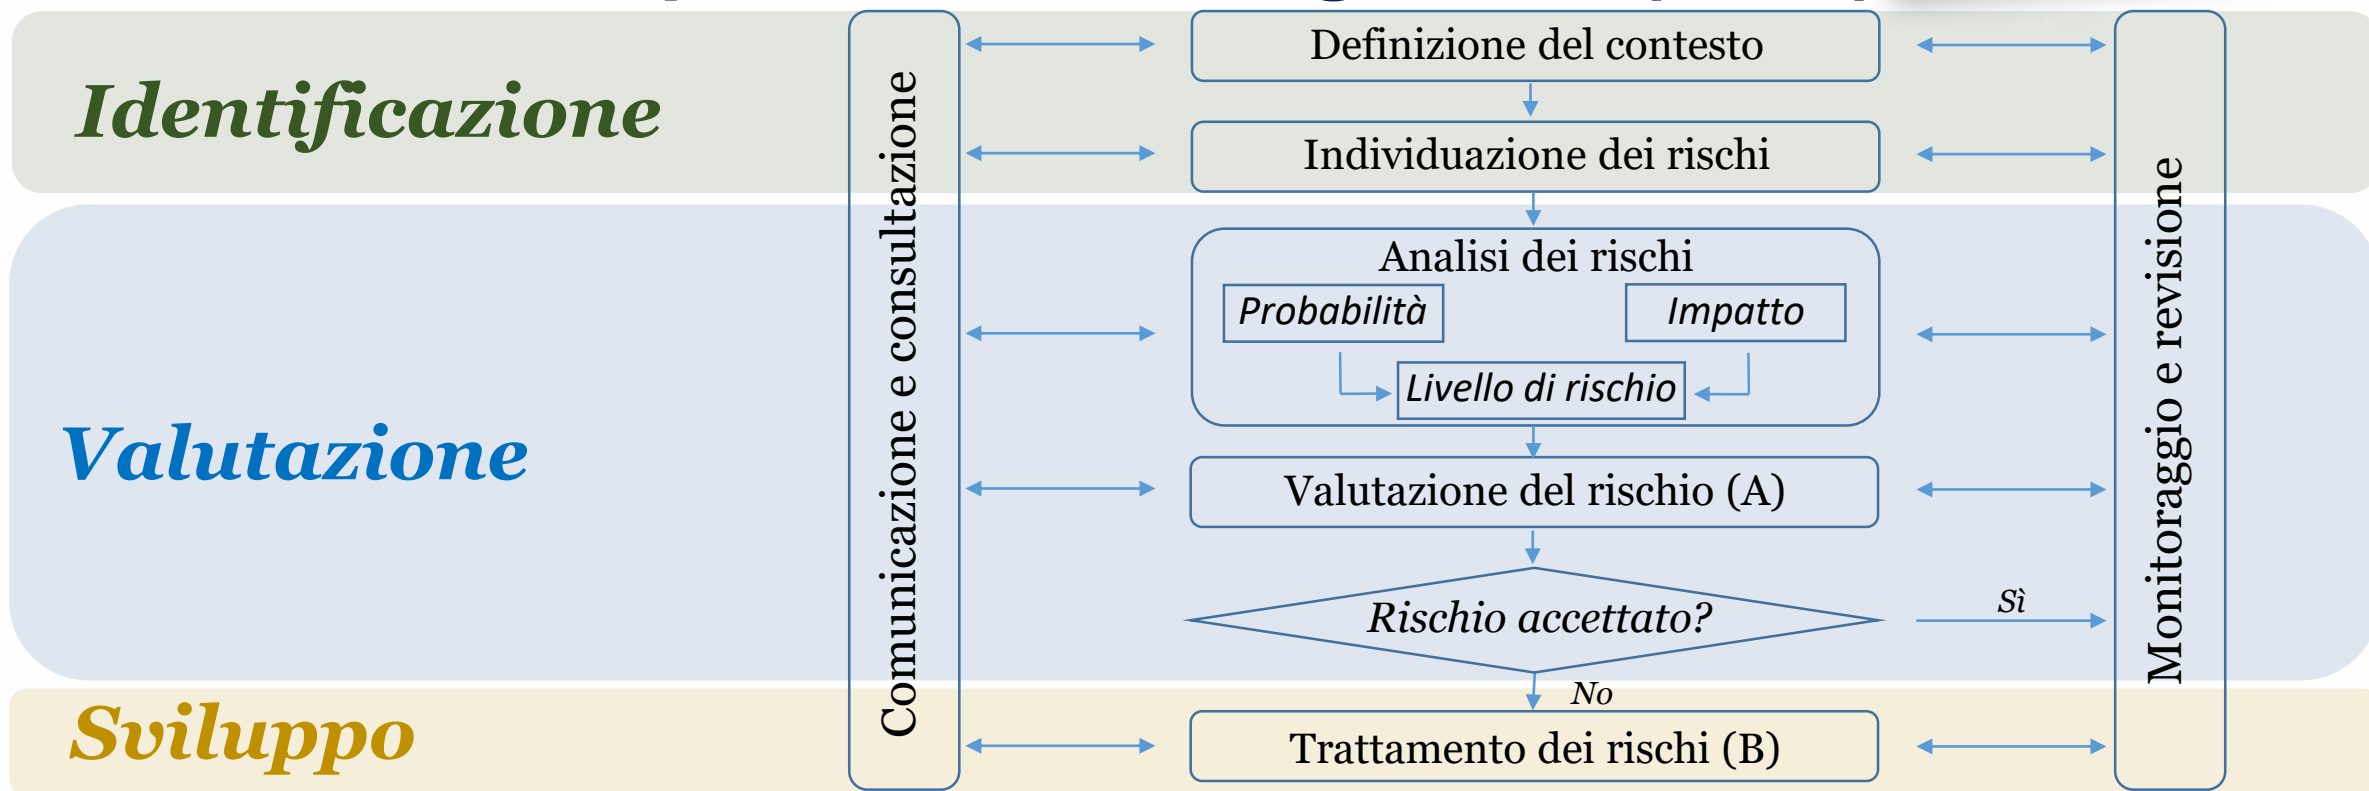 Identificazione
Comunicazione e consultazione
Definizione del contesto
Individuazione dei rischi
Monitoraggio e revisione
Valutazione
Analisi dei rischi
Probabilità
Impatto
Livello di rischio
Valutazione del rischio (A)
Rischio accettato?
Sì
No
Sviluppo
Trattamento dei rischi (B)